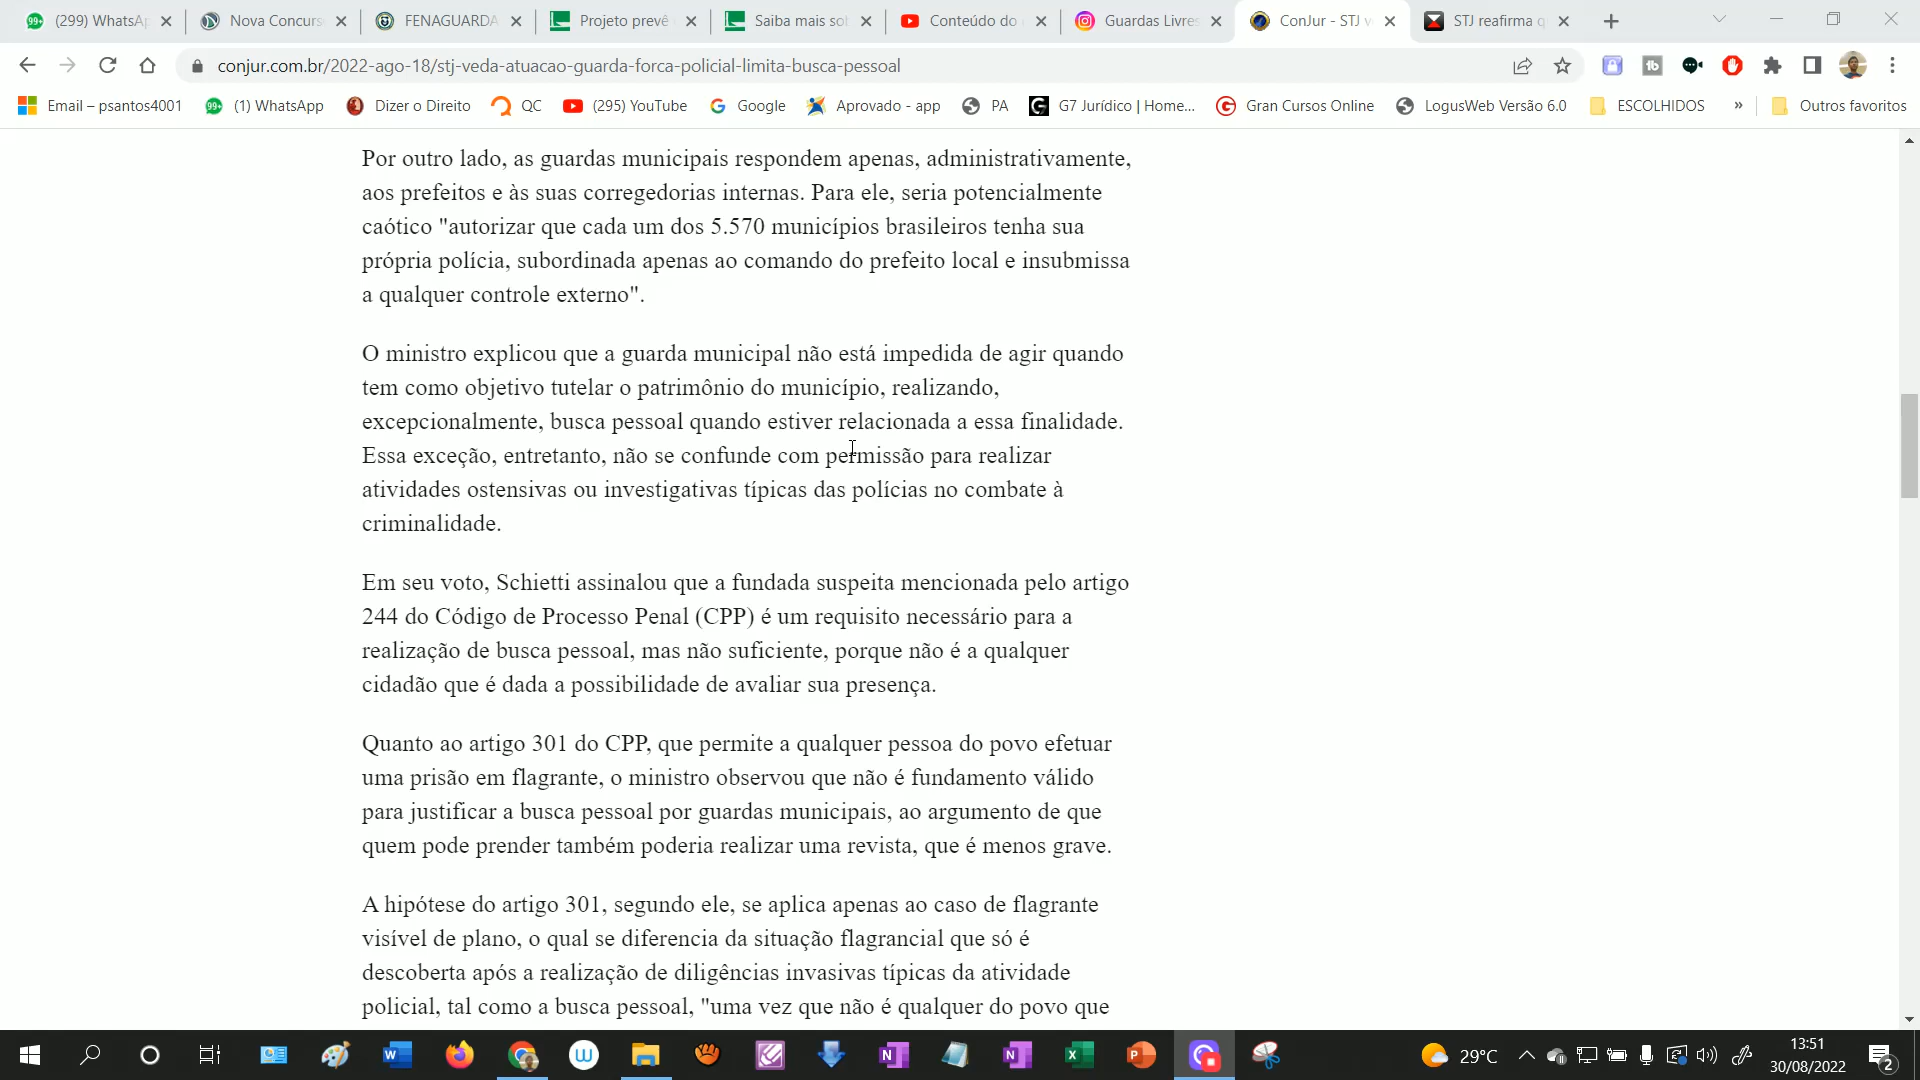 (299) WhatsAp
Nova Concurs
FENAGUARDA
Projeto prevê
Saiba mais so
Conteúdo do
Guardas Livres
ConJur - STJ v
STJ reafirma q
conjur.com.br/2022-ago-18/stj-veda-atuacao-guarda-forca-policial-limita-busca-pessoal
Email – psantos4001
(1) WhatsApp
Dizer o Direito
QC
(295) YouTube
Google
Aprovado - app
PA
G7 Jurídico | Home...
Gran Cursos Online
LogusWeb Versão 6.0
ESCOLHIDOS
»
Outros favoritos
Por outro lado, as guardas municipais respondem apenas, administrativamente,
aos prefeitos e às suas corregedorias internas. Para ele, seria potencialmente
caótico "autorizar que cada um dos 5.570 municípios brasileiros tenha sua
própria polícia, subordinada apenas ao comando do prefeito local e insubmissa
a qualquer controle externo".
O ministro explicou que a guarda municipal não está impedida de agir quando
tem como objetivo tutelar o patrimônio do município, realizando,
excepcionalmente, busca pessoal quando estiver relacionada a essa finalidade.
Essa exceção, entretanto, não se confunde com permissão para realizar
atividades ostensivas ou investigativas típicas das polícias no combate à
criminalidade.
Em seu voto, Schietti assinalou que a fundada suspeita mencionada pelo artigo
244 do Código de Processo Penal (CPP) é um requisito necessário para a
realização de busca pessoal, mas não suficiente, porque não é a qualquer
cidadão que é dada a possibilidade de avaliar sua presença.
Quanto ao artigo 301 do CPP, que permite a qualquer pessoa do povo efetuar
uma prisão em flagrante, o ministro observou que não é fundamento válido
para justificar a busca pessoal por guardas municipais, ao argumento de que
quem pode prender também poderia realizar uma revista, que é menos grave.
A hipótese do artigo 301, segundo ele, se aplica apenas ao caso de flagrante
visível de plano, o qual se diferencia da situação flagrancial que só é
descoberta após a realização de diligências invasivas típicas da atividade
policial, tal como a busca pessoal, "uma vez que não é qualquer do povo que
29°C
13:51
30/08/2022
2